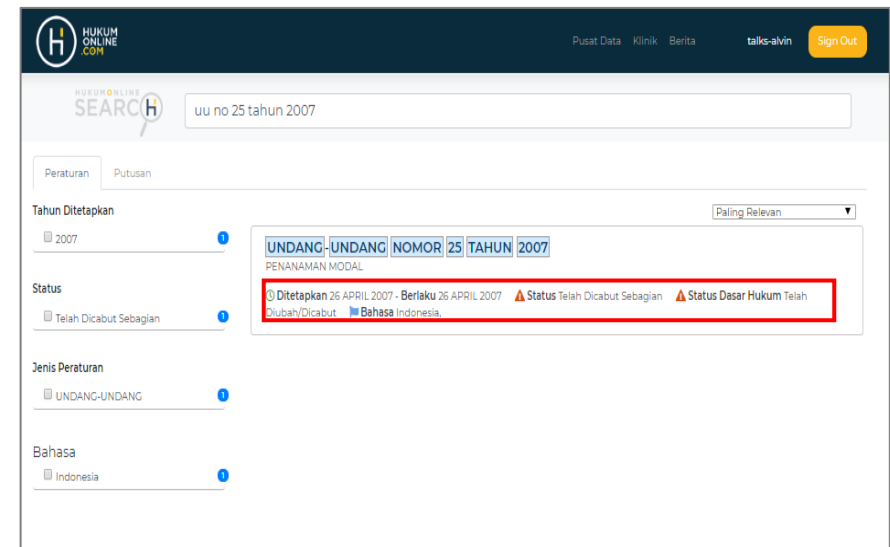 HUKUM
ONLINE
.COM
Pusat Data Klinik Berita talks-alvin Sign Out
HUKUMONLINE
SEARCH
uu no 25 tahun 2007
Peraturan Putusan
Tahun Ditetapkan
Paling Relevan
2007 1
UNDANG-UNDANG NOMOR 25 TAHUN 2007
PENANAMAN MODAL
Status
Ditetapkan 26 APRIL 2007 - Berlaku 26 APRIL 2007 Status Telah Dicabut Sebagian Status Dasar Hukum Telah
Diubah/Dicabut Bahasa Indonesia,
Telah Dicabut Sebagian 1
Jenis Peraturan
UNDANG-UNDANG 1
Bahasa
Indonesia 1